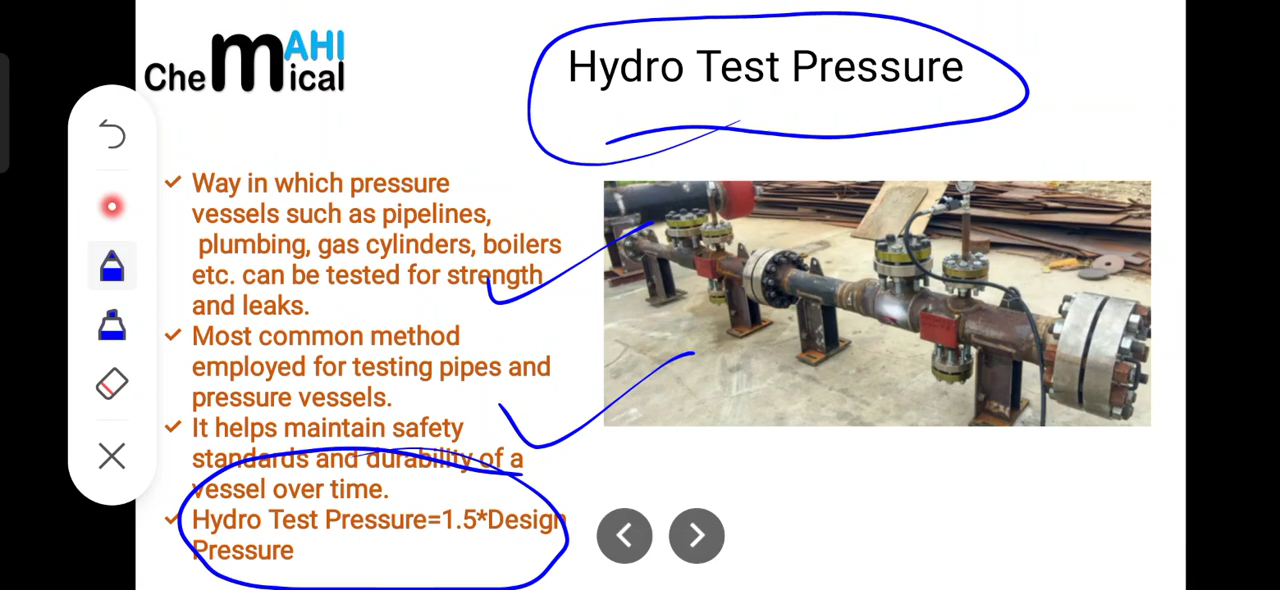 Chemical MAHI
Hydro Test Pressure
Way in which pressure
vessels such as pipelines,
plumbing, gas cylinders, boilers
etc. can be tested for strength
and leaks.
Most common method
employed for testing pipes and
pressure vessels.
It helps maintain safety
standards and durability of a
vessel over time.
Hydro Test Pressure=1.5*Design
Pressure